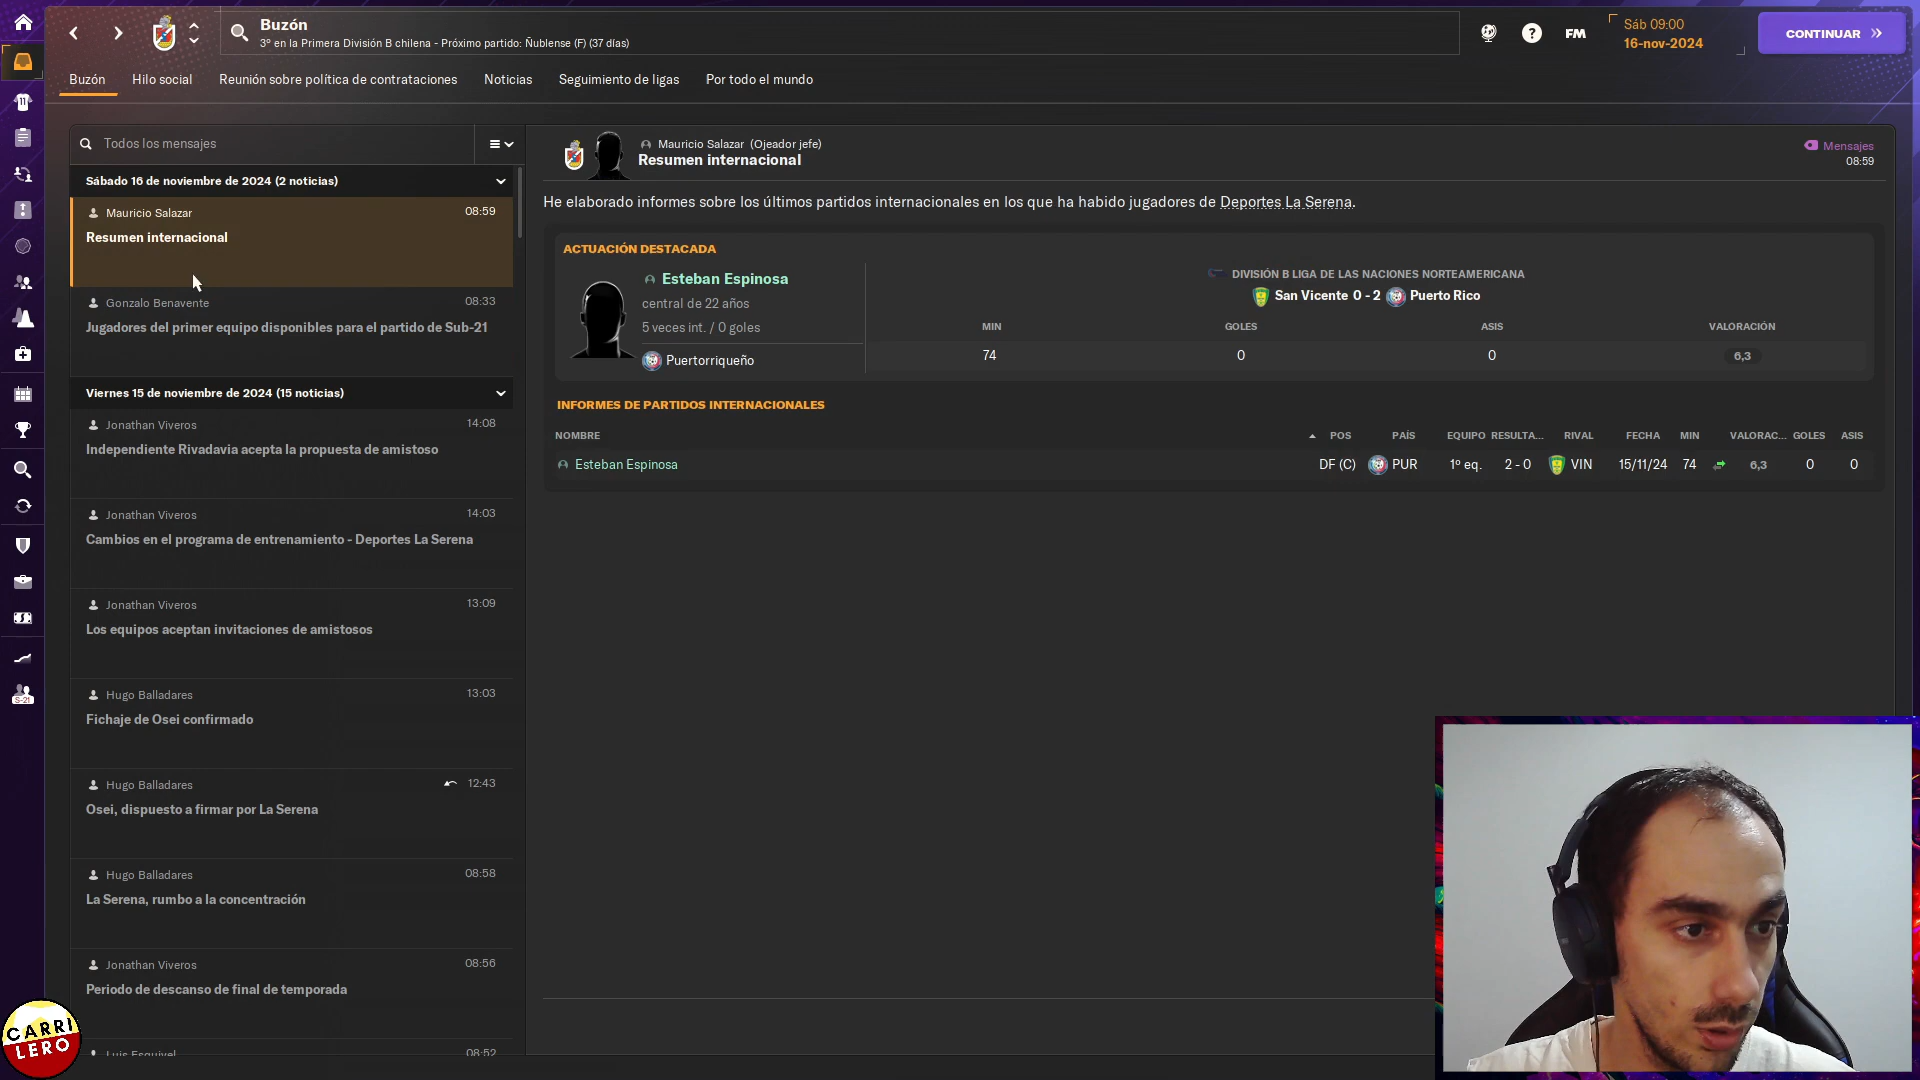 Buzón
3º en la Primera División B chilena - Próximo partido: Ñublense (F) (37 días)
FM
Sáb 09:00
16-nov-2024
CONTINUAR
Buzón
Hilo social
Reunión sobre política de contrataciones
Noticias
Seguimiento de ligas
Por todo el mundo
Todos los mensajes
Sábado 16 de noviembre de 2024 (2 noticias)
Mauricio Salazar 08:59
Resumen internacional
Gonzalo Benavente 08:33
Jugadores del primer equipo disponibles para el partido de Sub-21
Viernes 15 de noviembre de 2024 (15 noticias)
Jonathan Viveros 14:08
Independiente Rivadavia acepta la propuesta de amistoso
Jonathan Viveros 14:03
Cambios en el programa de entrenamiento - Deportes La Serena
Jonathan Viveros 13:09
Los equipos aceptan invitaciones de amistosos
Hugo Balladares 13:03
Fichaje de Osei confirmado
Hugo Balladares 12:43
Osei, dispuesto a firmar por La Serena
Hugo Balladares 08:58
La Serena, rumbo a la concentración
Jonathan Viveros 08:56
Periodo de descanso de final de temporada
Luis Esquivel 08:52
S-21
CARRI
LERO
Mauricio Salazar (Ojeador jefe)
Resumen internacional
Mensajes
08:59
He elaborado informes sobre los últimos partidos internacionales en los que ha habido jugadores de Deportes La Serena.
ACTUACIÓN DESTACADA
Esteban Espinosa
central de 22 años
5 veces int. / 0 goles
Puertorriqueño
DIVISIÓN B LIGA DE LAS NACIONES NORTEAMERICANA
San Vicente 0 - 2 Puerto Rico
MIN GOLES ASIS VALORACIÓN
74 0 0 6,3
INFORMES DE PARTIDOS INTERNACIONALES
NOMBRE POS PAÍS EQUIPO RESULTA... RIVAL FECHA MIN VALORAC... GOLES ASIS
Esteban Espinosa DF (C) PUR 1º eq. 2 - 0 VIN 15/11/24 74 6,3 0 0